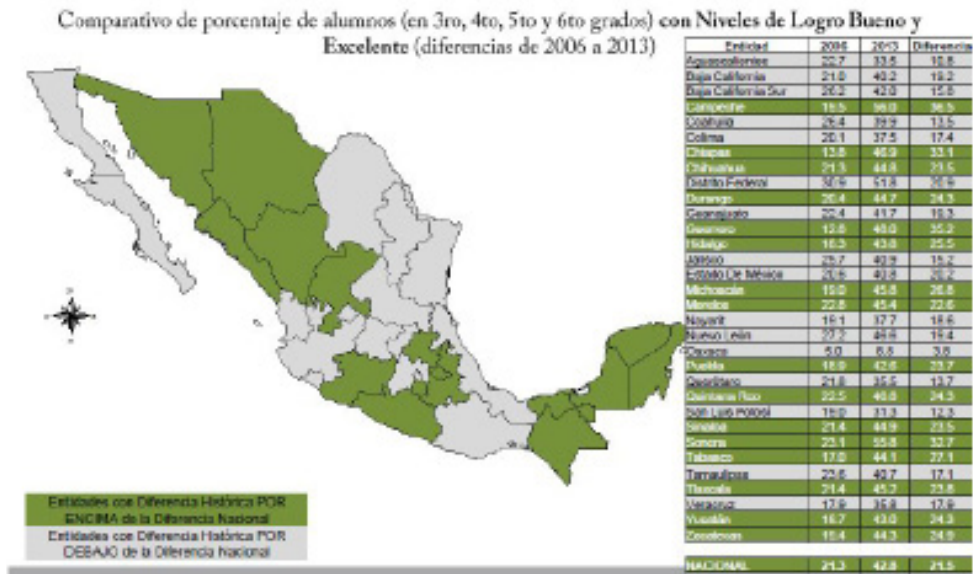 Comparativo de porcentaje de alumnos (en 3ro, 4to, 5to y 6to grados) con Niveles de Logro Bueno y
Excelente (diferencias de 2006 a 2013)
Entidad 2006 2013 Diferencia
Aguascalientes 22.7 33.5 10.8
Baja California 21.0 40.2 19.2
Baja California Sur 26.2 42.0 15.8
Campeche 19.5 56.0 36.5
Coahuila 26.4 39.9 13.5
Colima 20.1 37.5 17.4
Chiapas 13.8 46.9 33.1
Chihuahua 21.3 44.8 23.5
Distrito Federal 30.9 51.8 20.9
Durango 20.4 44.7 24.3
Guanajuato 22.4 41.7 19.3
Guerrero 12.8 48.0 35.2
Hidalgo 18.3 43.8 25.5
Jalisco 25.7 40.9 15.2
Estado De México 20.6 40.8 20.2
Michoacán 19.0 45.8 26.8
Morelos 22.8 45.4 22.6
Nayarit 19.1 37.7 18.6
Nuevo León 27.2 46.6 19.4
Oaxaca 5.0 8.8 3.8
Puebla 18.9 42.6 23.7
Querétaro 21.8 35.5 13.7
Quintana Roo 22.5 46.8 24.3
San Luis Potosí 19.0 31.3 12.3
Sinaloa 21.4 44.9 23.5
Sonora 23.1 55.8 32.7
Tabasco 17.0 44.1 27.1
Tamaulipas 23.6 40.7 17.1
Tlaxcala 21.4 45.2 23.8
Veracruz 17.9 35.8 17.9
Yucatán 18.7 43.0 24.3
Zacatecas 19.4 44.3 24.9
NACIONAL 21.3 42.8 21.5
Entidades con Diferencia Histórica POR
ENCIMA de la Diferencia Nacional
Entidades con Diferencia Histórica POR
DEBAJO de la Diferencia Nacional